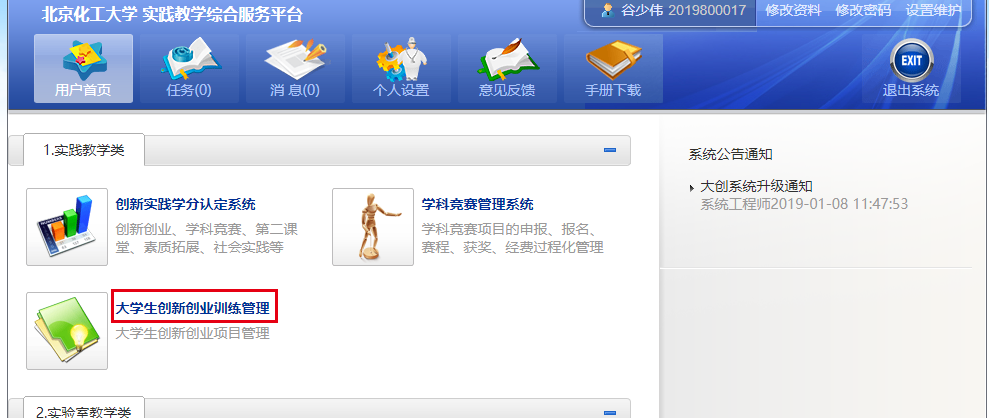 北京化工大学 实践教学综合服务平台
谷少伟 2019800017 修改资料 修改密码 设置维护
用户首页 任务(0) 消 息(0) 个人设置 意见反馈 手册下载 EXIT 退出系统
1.实践教学类
创新实践学分认定系统
创新创业、学科竞赛、第二课
堂、素质拓展、社会实践等
学科竞赛管理系统
学科竞赛项目的申报、报名、
赛程、获奖、经费过程化管理
大学生创新创业训练管理
大学生创新创业项目管理
2.实验室教学类
系统公告通知
大创系统升级通知
系统工程师2019-01-08 11:47:53